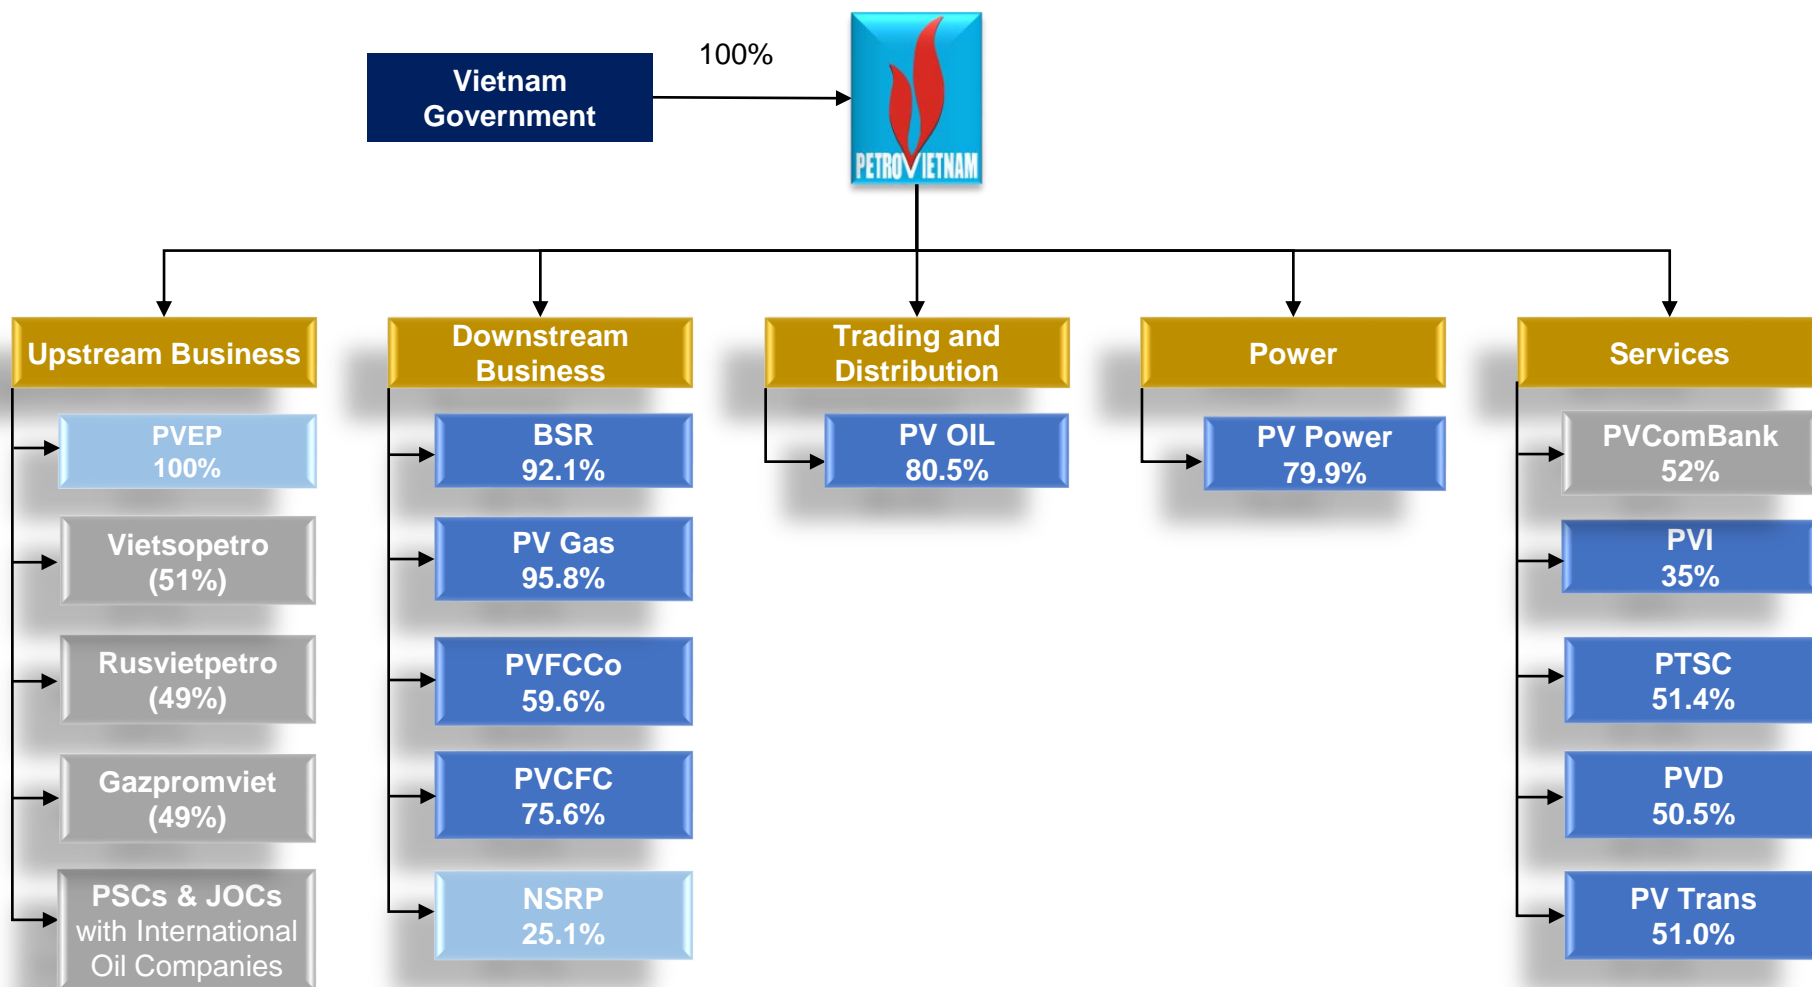 100%
Vietnam
Government
PETROVIETNAM
Upstream Business
PVEP
100%
Vietsopetro
(51%)
Rusvietpetro
(49%)
Gazpromviet
(49%)
PSCs & JOCs
with International
Oil Companies
Downstream
Business
BSR
92.1%
PV Gas
95.8%
PVFCCo
59.6%
PVCFC
75.6%
NSRP
25.1%
Trading and
Distribution
PV OIL
80.5%
Power
PV Power
79.9%
Services
PVComBank
52%
PVI
35%
PTSC
51.4%
PVD
50.5%
PV Trans
51.0%